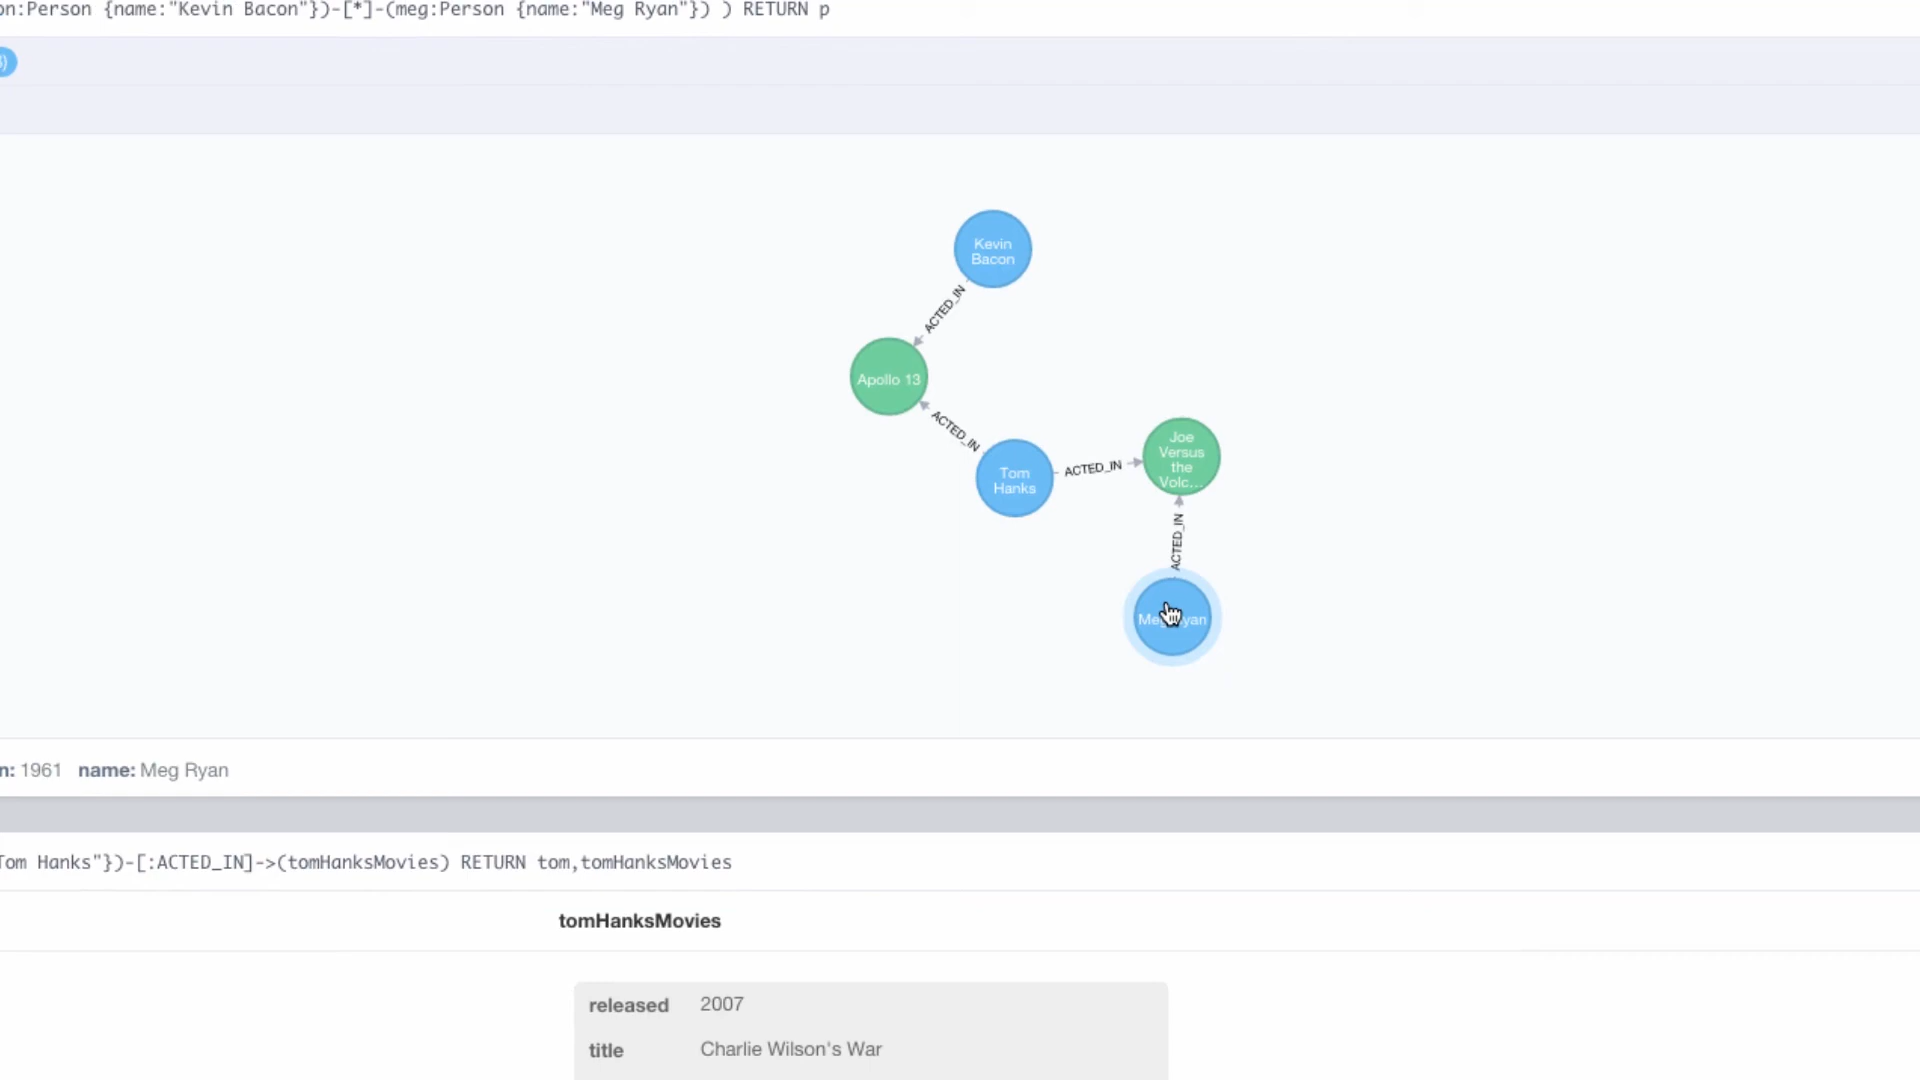 on:Person {name:"Kevin Bacon"})-[*]-(meg:Person {name:"Meg Ryan"}) ) RETURN p
)
Kevin
Bacon
ACTED_IN
Apollo 13
ACTED_IN
Tom
Hanks
ACTED_IN
Joe
Versus
the
Volc...
ACTED_IN
n: 1961 name: Meg Ryan
Tom Hanks"})-[:ACTED_IN]->(tomHanksMovies) RETURN tom,tomHanksMovies
tomHanksMovies
released 2007
title Charlie Wilson's War